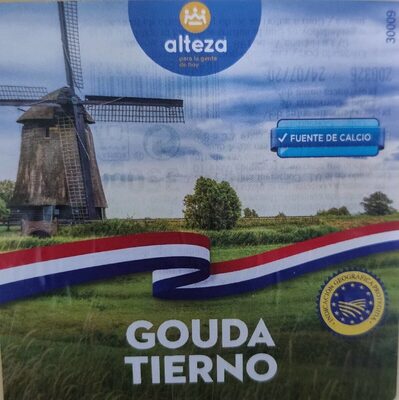 alteza
para la gente
de hoy
30009
FUENTE DE CALCIO
INDICACIÓN GEOGRÁFICA PROTEGIDA
GOUDA
TIERNO